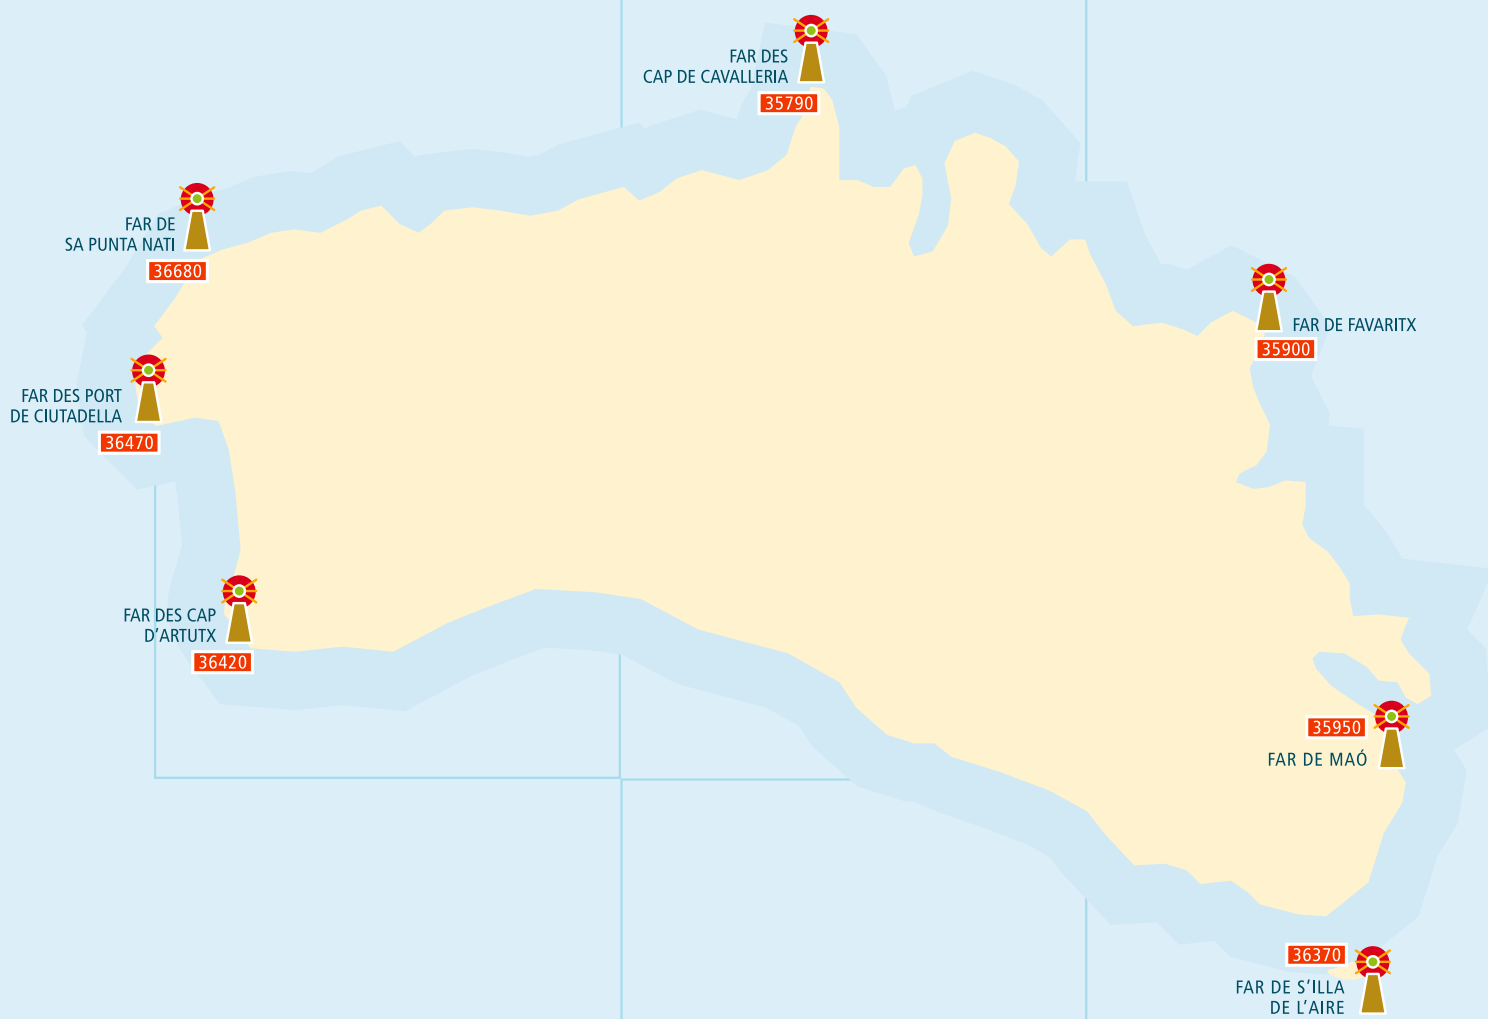 FAR DES
CAP DE CAVALLERIA
35790
FAR DE
SA PUNTA NATI
36680
FAR DE FAVARITX
35900
FAR DES PORT
DE CIUTADELLA
36470
FAR DES CAP
D’ARTUTX
36420
35950
FAR DE MAÓ
36370
FAR DE S’ILLA
DE L’AIRE